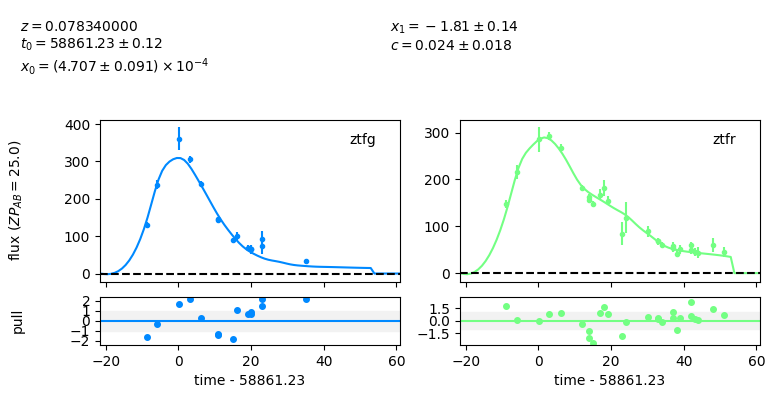 z = 0.078340000
t₀ = 58861.23 ± 0.12
x₀ = (4.707 ± 0.091) × 10⁻⁴
x₁ = −1.81 ± 0.14
c = 0.024 ± 0.018
flux (ZP_AB = 25.0)
400
300
200
100
0
ztfg
300
200
100
0
ztfr
pull
2
1
0
−1
−2
1.5
0.0
−1.5
−20 0 20 40 60
−20 0 20 40 60
time - 58861.23
time - 58861.23